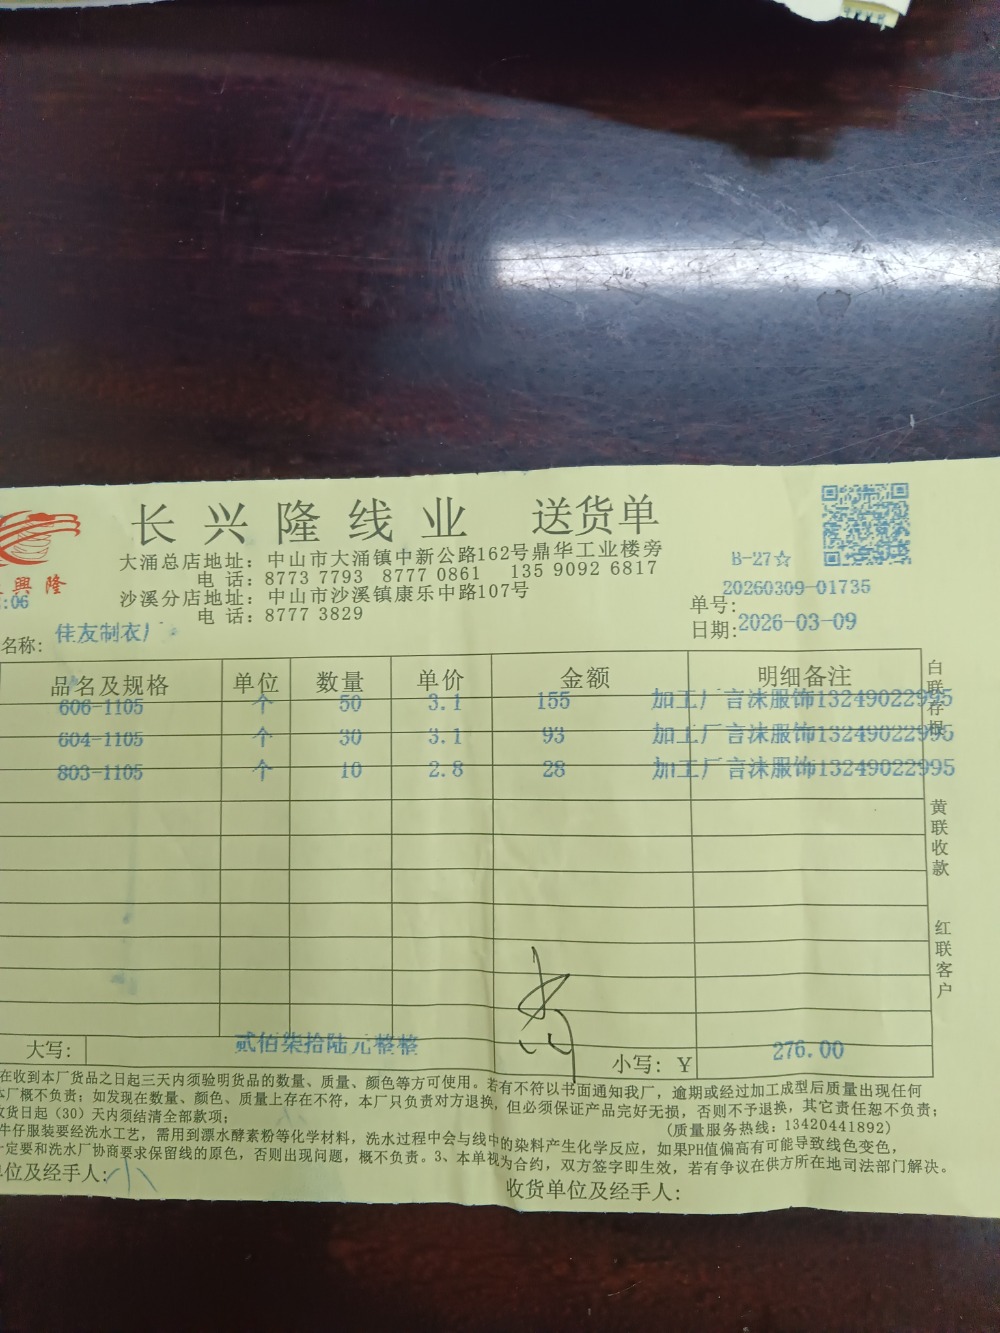 长兴隆线业 送货单
興隆
大涌总店地址：中山市大涌镇中新公路162号鼎华工业楼旁
电 话：8773 7793 8777 0861 135 9092 6817
沙溪分店地址：中山市沙溪镇康乐中路107号
电 话：8777 3829
B-27☆
:06
单号: 20260309-01735
名称: 佳友制衣厂
日期: 2026-03-09
品名及规格 单位 数量 单价 金额 明细备注
606-1105 个 50 3.1 155 加工厂言沫服饰13249022995
604-1105 个 30 3.1 93 加工厂言沫服饰13249022995
803-1105 个 10 2.8 28 加工厂言沫服饰13249022995
白联存根
黄联收款
红联客户
大写: 贰佰柒拾陆元整整 小写: ¥ 276.00
在收到本厂货品之日起三天内须验明货品的数量、质量、颜色等方可使用。若有不符以书面通知我厂，逾期或经过加工成型后质量出现任何
本厂概不负责；如发现在数量、颜色、质量上存在不符，本厂只负责对方退换，但必须保证产品完好无损，否则不予退换，其它责任恕不负责；
货日起（30）天内须结清全部款项；
(质量服务热线：13420441892)
牛仔服装要经洗水工艺，需用到漂水酵素粉等化学材料，洗水过程中会与线中的染料产生化学反应，如果PH值偏高有可能导致线色变色，
一定要和洗水厂协商要求保留线的原色，否则出现问题，概不负责。3、本单视为合约，双方签字即生效，若有争议在供方所在地司法部门解决。
单位及经手人: 小
收货单位及经手人: